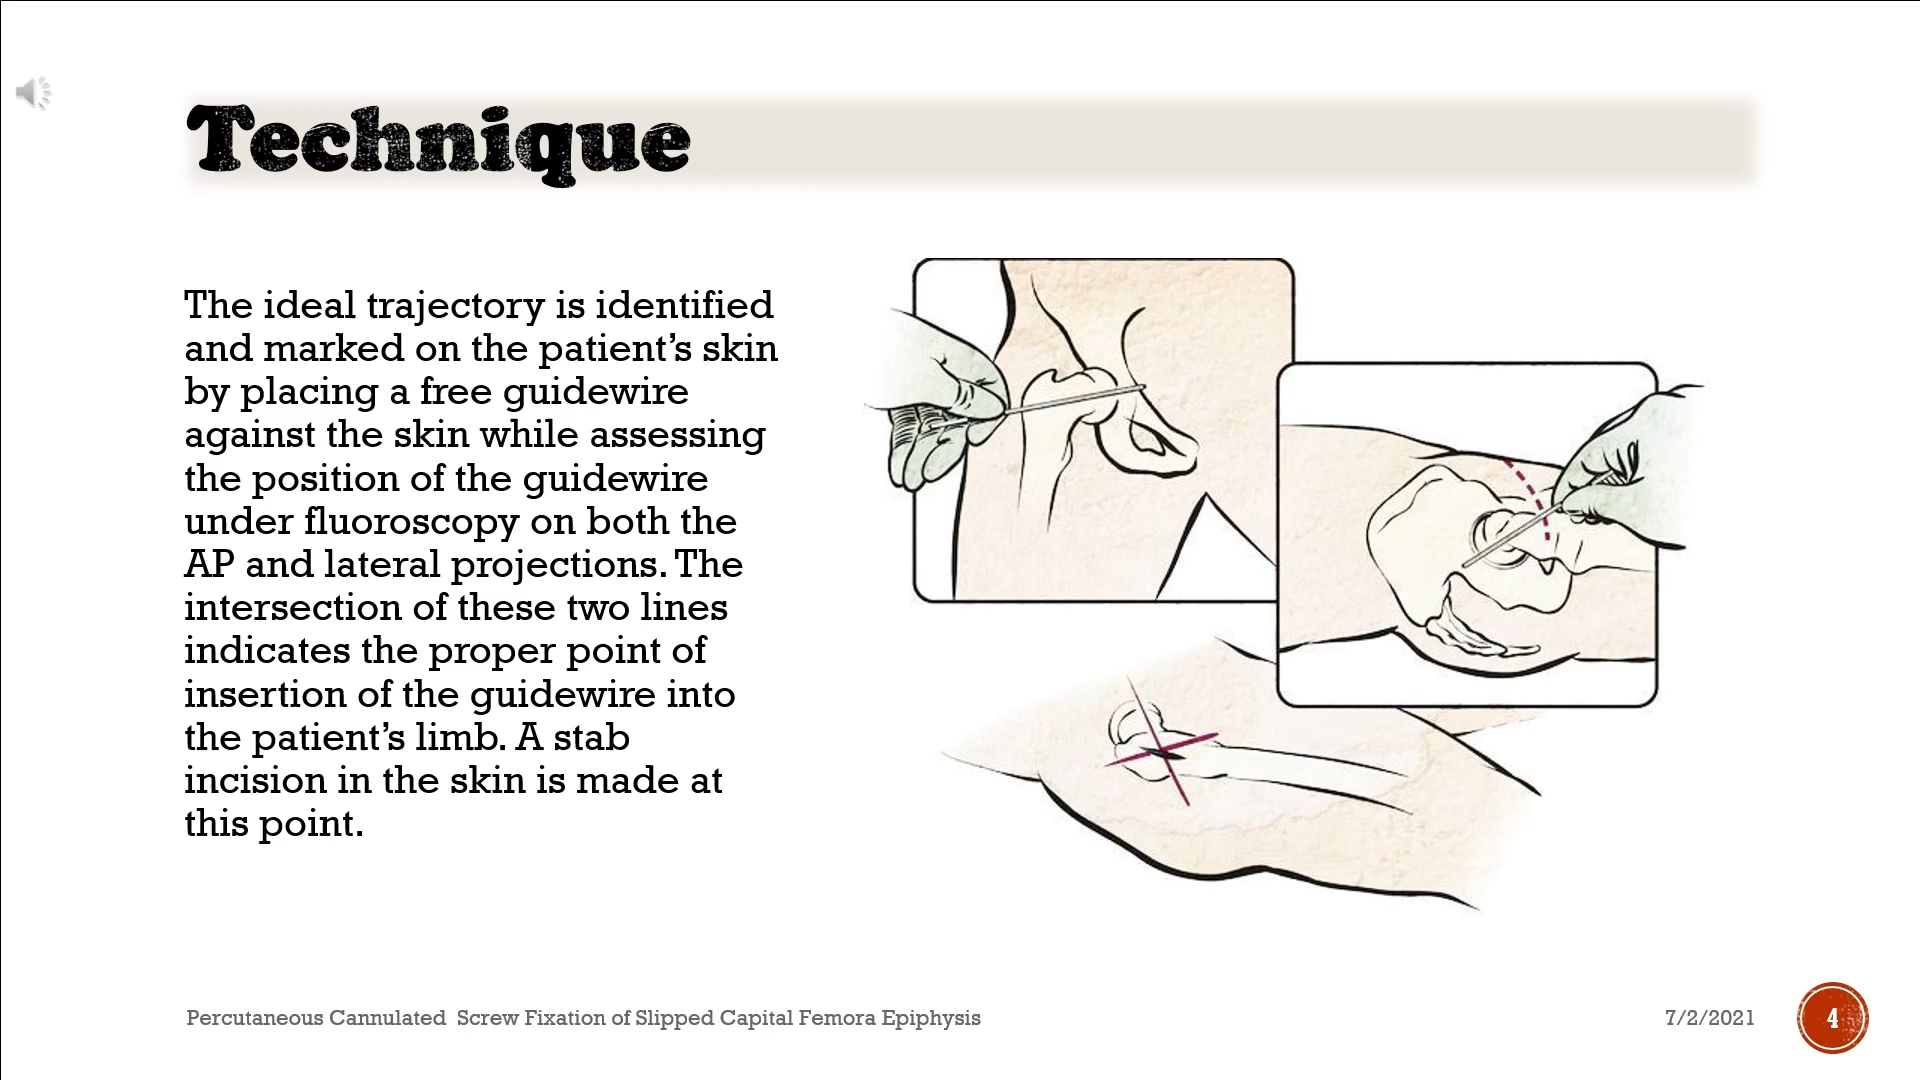 Technique
The ideal trajectory is identified
and marked on the patient’s skin
by placing a free guidewire
against the skin while assessing
the position of the guidewire
under fluoroscopy on both the
AP and lateral projections. The
intersection of these two lines
indicates the proper point of
insertion of the guidewire into
the patient’s limb. A stab
incision in the skin is made at
this point.
Percutaneous Cannulated  Screw Fixation of Slipped Capital Femora Epiphysis
7/2/2021
4